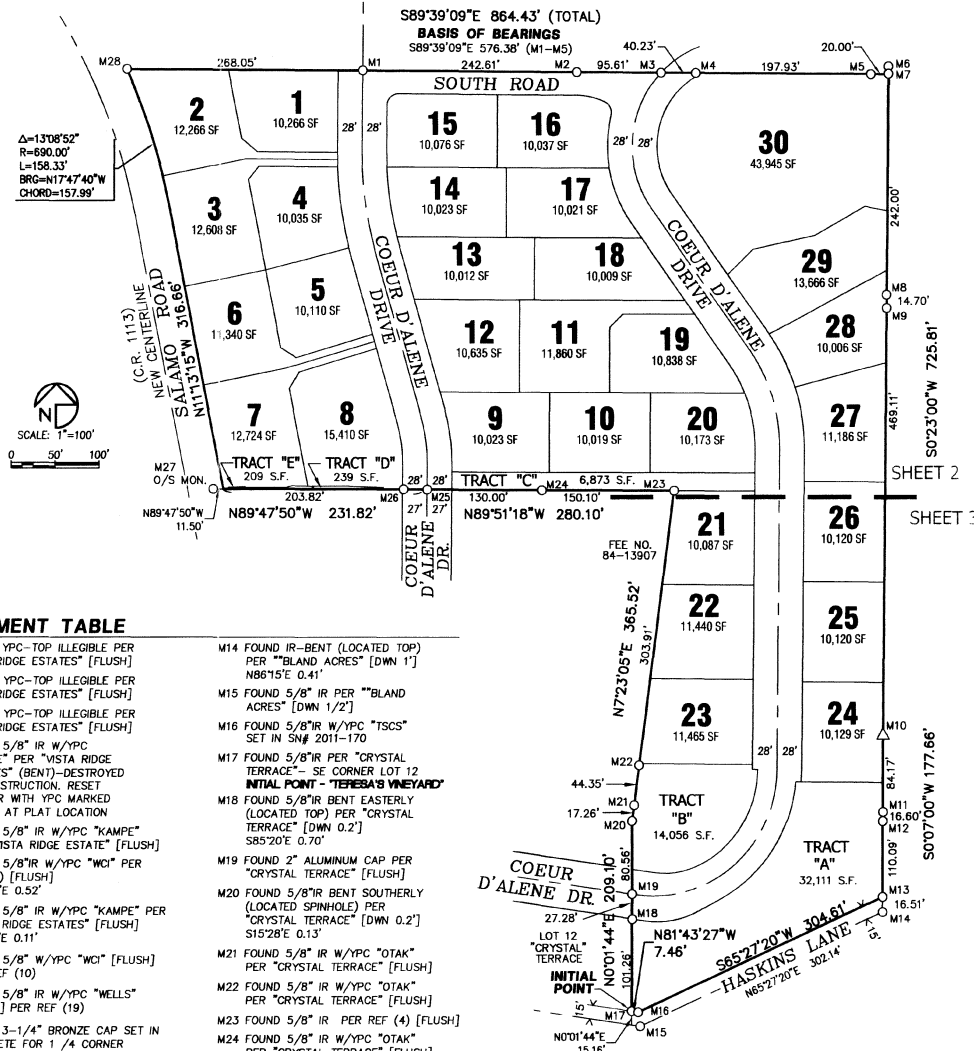 S89°39'09"E 864.43' (TOTAL)
BASIS OF BEARINGS
S89°39'09"E 576.38' (M1-M5)
40.23'
20.00'
M28
268.05'
M1
242.61'
M2
95.61'
M3
M4
197.93'
M5
M6
M7
SOUTH ROAD
2
12,266 SF
1
10,266 SF
28'
28'
15
10,076 SF
16
10,037 SF
28'
28'
30
43,945 SF
Δ=13°08'52"
R=690.00'
L=158.33'
BRG=N17°47'40"W
CHORD=157.99'
3
12,608 SF
4
10,035 SF
14
10,023 SF
17
10,021 SF
242.00'
COEUR D'ALENE
DRIVE
13
10,012 SF
18
10,009 SF
COEUR D'ALENE
DRIVE
29
13,666 SF
M8
14.70'
M9
(C.R. 1113)
NEW CENTERLINE
SALAMO ROAD
N11°13'15"W 316.66'
6
11,340 SF
5
10,110 SF
12
10,635 SF
11
11,860 SF
19
10,838 SF
28
10,006 SF
S0°23'00"W 725.81'
N
SCALE: 1"=100'
0 50' 100'
7
12,724 SF
8
15,410 SF
9
10,023 SF
10
10,019 SF
20
10,173 SF
27
11,186 SF
469.11'
M27
O/S MON.
TRACT "E"
209 S.F.
TRACT "D"
239 S.F.
28'
28'
TRACT "C"
6,873 S.F.
SHEET 2
203.82'
M26
M25
130.00'
M24
150.10'
M23
N89°47'50"W
11.50'
N89°47'50"W 231.82'
27'
27'
N89°51'18"W 280.10'
SHEET 3
COEUR
D'ALENE
DR.
FEE NO.
84-13907
21
10,087 SF
26
10,120 SF
N7°23'05"E 365.52'
303.91'
22
11,440 SF
25
10,120 SF
23
11,465 SF
24
10,129 SF
M10
28'
28'
M22
44.35'
M21
17.26'
M20
TRACT
"B"
14,056 S.F.
84.17'
S0°07'00"W 177.66'
M11
16.60'
M12
TRACT
"A"
32,111 S.F.
110.09'
COEUR
D'ALENE DR.
80.56'
N0°01'44"E 209.10'
M19
27.28'
M18
M13
16.51'
M14
LOT 12
"CRYSTAL"
TERRACE
N81°43'27"W
7.46'
101.26'
S65°27'20"W 304.61'
HASKINS LANE
N65°27'20"E 302.14'
15'
INITIAL
POINT
15'
M17
M16
M15
N0°01'44"E
15.16'
MENT TABLE
YPC-TOP ILLEGIBLE PER
RIDGE ESTATES" [FLUSH]
YPC-TOP ILLEGIBLE PER
RIDGE ESTATES" [FLUSH]
YPC-TOP ILLEGIBLE PER
RIDGE ESTATES" [FLUSH]
5/8" IR W/YPC
E" PER "VISTA RIDGE
S" (BENT)-DESTROYED
STRUCTION. RESET
R WITH YPC MARKED
AT PLAT LOCATION
5/8" IR W/YPC "KAMPE"
VISTA RIDGE ESTATE" [FLUSH]
5/8"IR W/YPC "WCI" PER
) [FLUSH]
'E 0.52'
5/8" IR W/YPC "KAMPE" PER
RIDGE ESTATES" [FLUSH]
'E 0.11'
5/8" W/YPC "WCI" [FLUSH]
EF (10)
5/8" IR W/YPC "WELLS"
] PER REF (19)
3-1/4" BRONZE CAP SET IN
ETE FOR 1 /4 CORNER
M14 FOUND IR-BENT (LOCATED TOP)
PER ""BLAND ACRES" [DWN 1']
N86°15'E 0.41'
M15 FOUND 5/8" IR PER ""BLAND
ACRES" [DWN 1/2']
M16 FOUND 5/8"IR W/YPC "TSCS"
SET IN SN# 2011-170
M17 FOUND 5/8"IR PER "CRYSTAL
TERRACE"- SE CORNER LOT 12
INITIAL POINT - "TERESA'S VINEYARD"
M18 FOUND 5/8"IR BENT EASTERLY
(LOCATED TOP) PER "CRYSTAL
TERRACE" [DWN 0.2']
S85°20'E 0.70'
M19 FOUND 2" ALUMINUM CAP PER
"CRYSTAL TERRACE" [FLUSH]
M20 FOUND 5/8"IR BENT SOUTHERLY
(LOCATED SPINHOLE) PER
"CRYSTAL TERRACE" [DWN 0.2']
S15°28'E 0.13'
M21 FOUND 5/8" IR W/YPC "OTAK"
PER "CRYSTAL TERRACE" [FLUSH]
M22 FOUND 5/8" IR W/YPC "OTAK"
PER "CRYSTAL TERRACE" [FLUSH]
M23 FOUND 5/8" IR PER REF (4) [FLUSH]
M24 FOUND 5/8" IR W/YPC "OTAK"
PER "CRYSTAL TERRACE" [FLUSH]